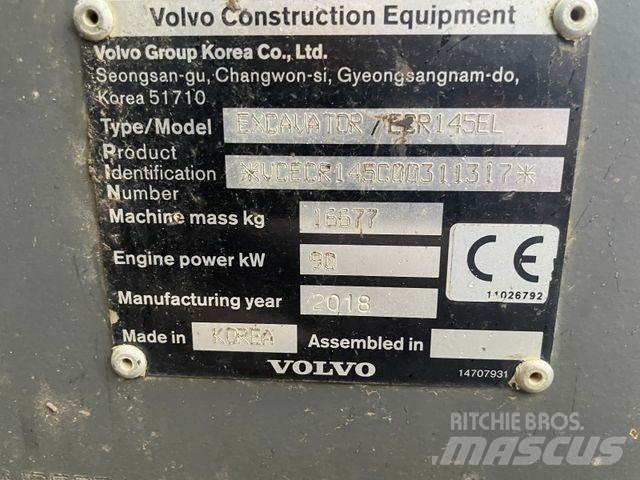 Volvo Construction Equipment
Volvo Group Korea Co., Ltd.
Seongsan-gu, Changwon-si, Gyeongsangnam-do,
Korea 51710
Type/Model EXCAVATOR / ECR145EL
Product
Identification *VCECR145C00311317*
Number
Machine mass kg 16677
Engine power kW 90
CE
11026792
Manufacturing year 2018
Made in KOREA Assembled in
VOLVO
14707931
RITCHIE BROS.
MASCUS